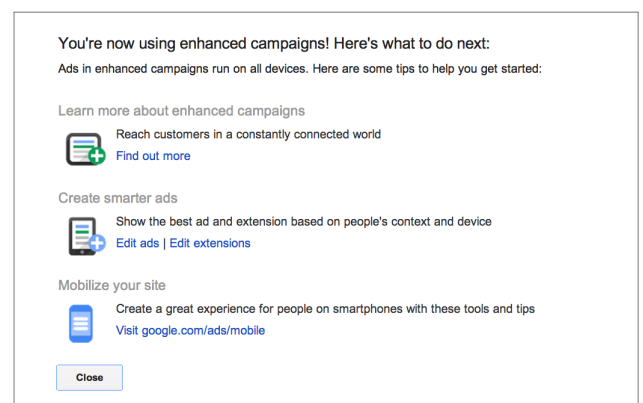 You're now using enhanced campaigns! Here's what to do next:
Ads in enhanced campaigns run on all devices. Here are some tips to help you get started:
Learn more about enhanced campaigns
Reach customers in a constantly connected world
Find out more
Create smarter ads
Show the best ad and extension based on people's context and device
Edit ads | Edit extensions
Mobilize your site
Create a great experience for people on smartphones with these tools and tips
Visit google.com/ads/mobile
Close